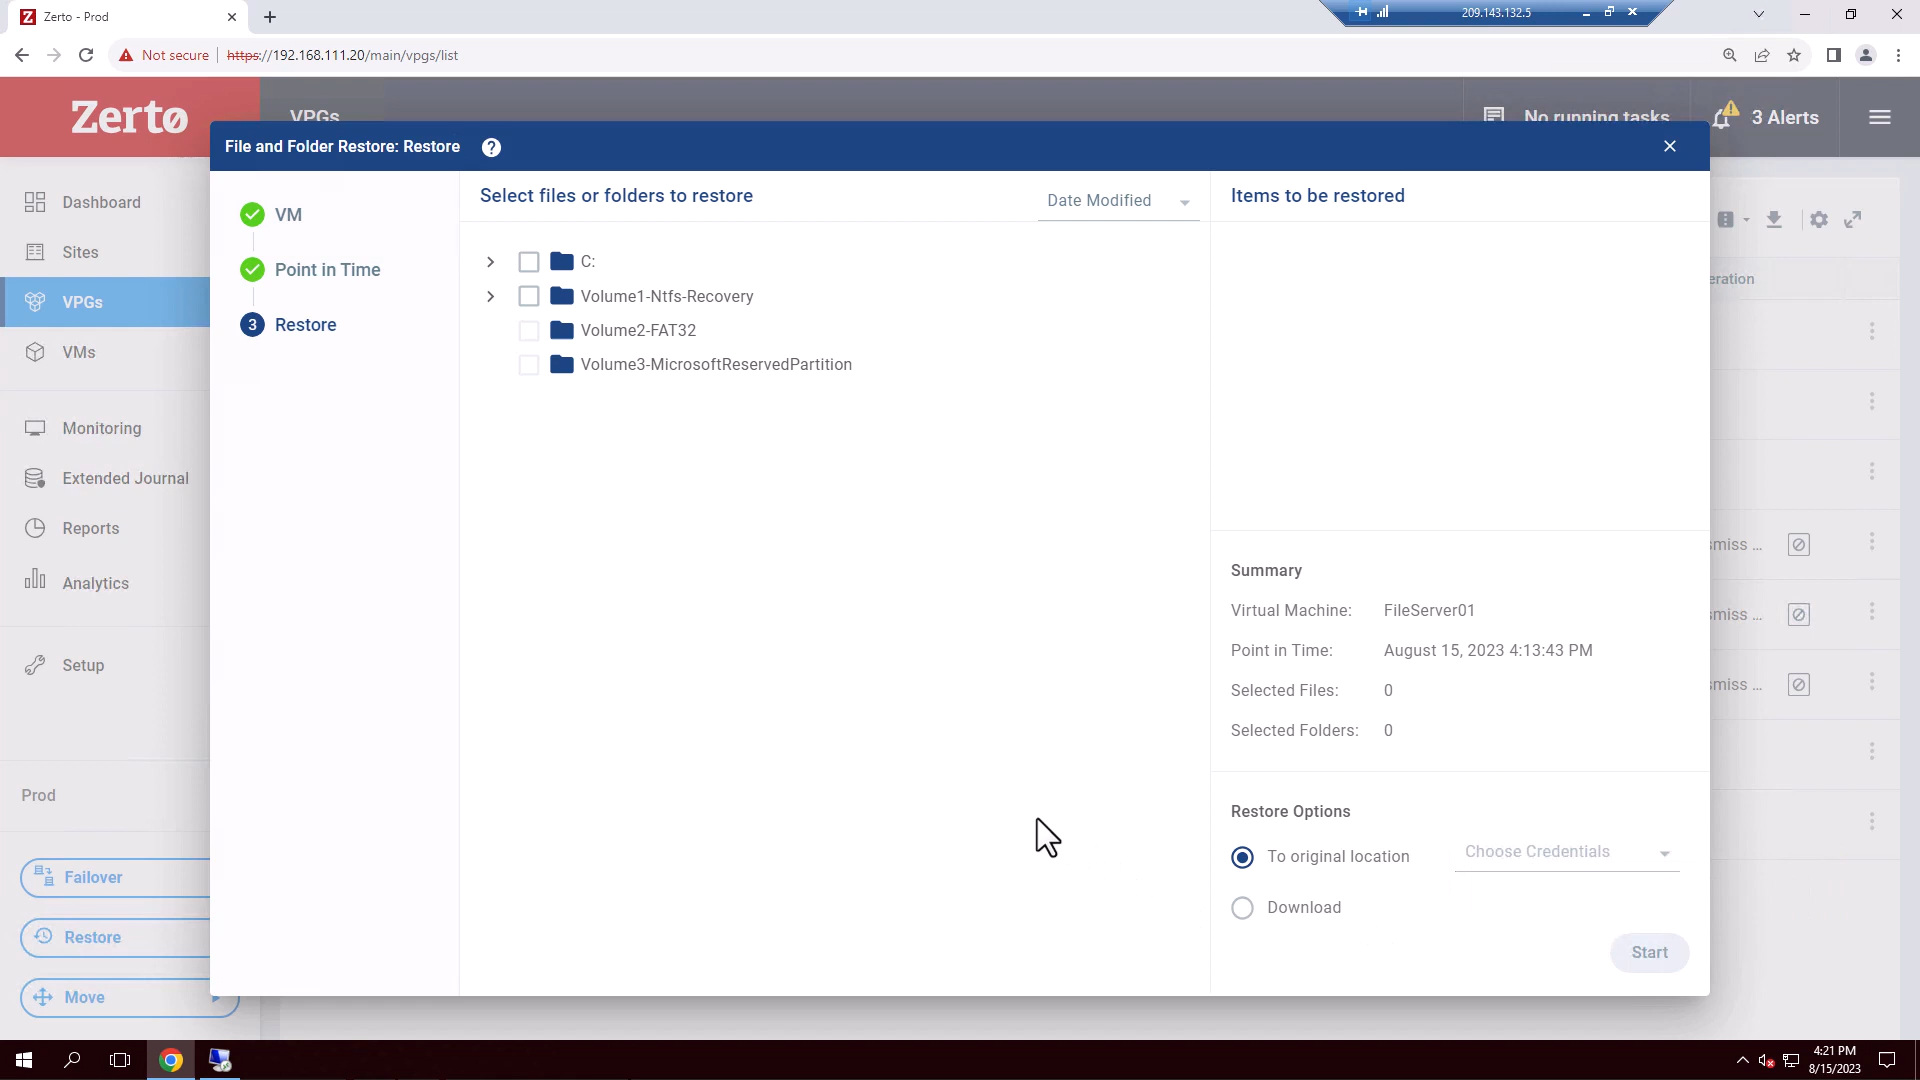 Zerto - Prod
209.143.132.5
Not secure
https://192.168.111.20/main/vpgs/list
Zerto
VPGs
No running tasks
3 Alerts
File and Folder Restore: Restore
?
Dashboard
Sites
VPGs
VMs
Monitoring
Extended Journal
Reports
Analytics
Setup
Prod
Failover
Restore
Move
VM
Point in Time
3
Restore
Select files or folders to restore
Date Modified
C:
Volume1-Ntfs-Recovery
Volume2-FAT32
Volume3-MicrosoftReservedPartition
Items to be restored
Summary
Virtual Machine: FileServer01
Point in Time: August 15, 2023 4:13:43 PM
Selected Files: 0
Selected Folders: 0
Restore Options
To original location
Choose Credentials
Download
Start
eration
smiss ...
smiss ...
smiss ...
4:21 PM
8/15/2023